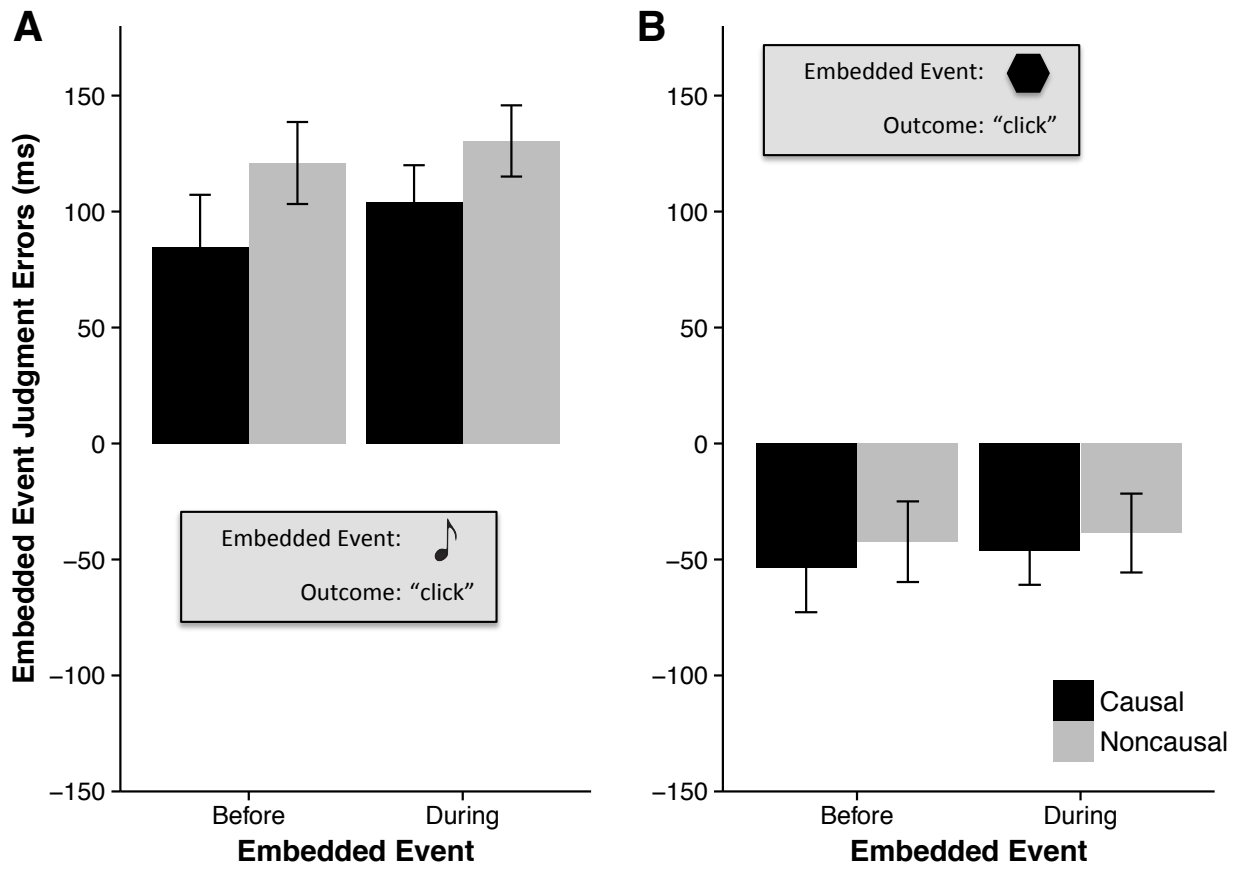 A
Embedded Event Judgment Errors (ms)
150
100
50
0
−50
−100
−150
Embedded Event:
Outcome: “click”
Before During
Embedded Event
B
Embedded Event:
Outcome: “click”
150
100
50
0
−50
−100
−150
Causal
Noncausal
Before During
Embedded Event